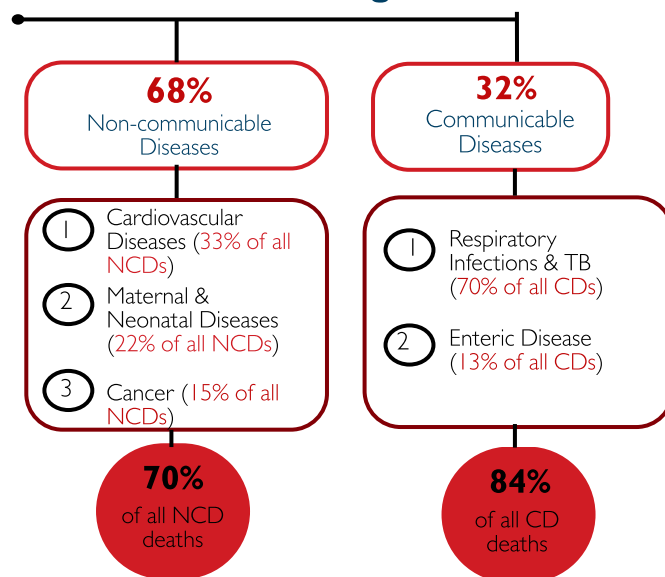 68%
Non-communicable
Diseases
32%
Communicable
Diseases
1
Cardiovascular
Diseases (33% of all
NCDs)
2
Maternal &
Neonatal Diseases
(22% of all NCDs)
3
Cancer (15% of all
NCDs)
1
Respiratory
Infections & TB
(70% of all CDs)
2
Enteric Disease
(13% of all CDs)
70%
of all NCD
deaths
84%
of all CD
deaths